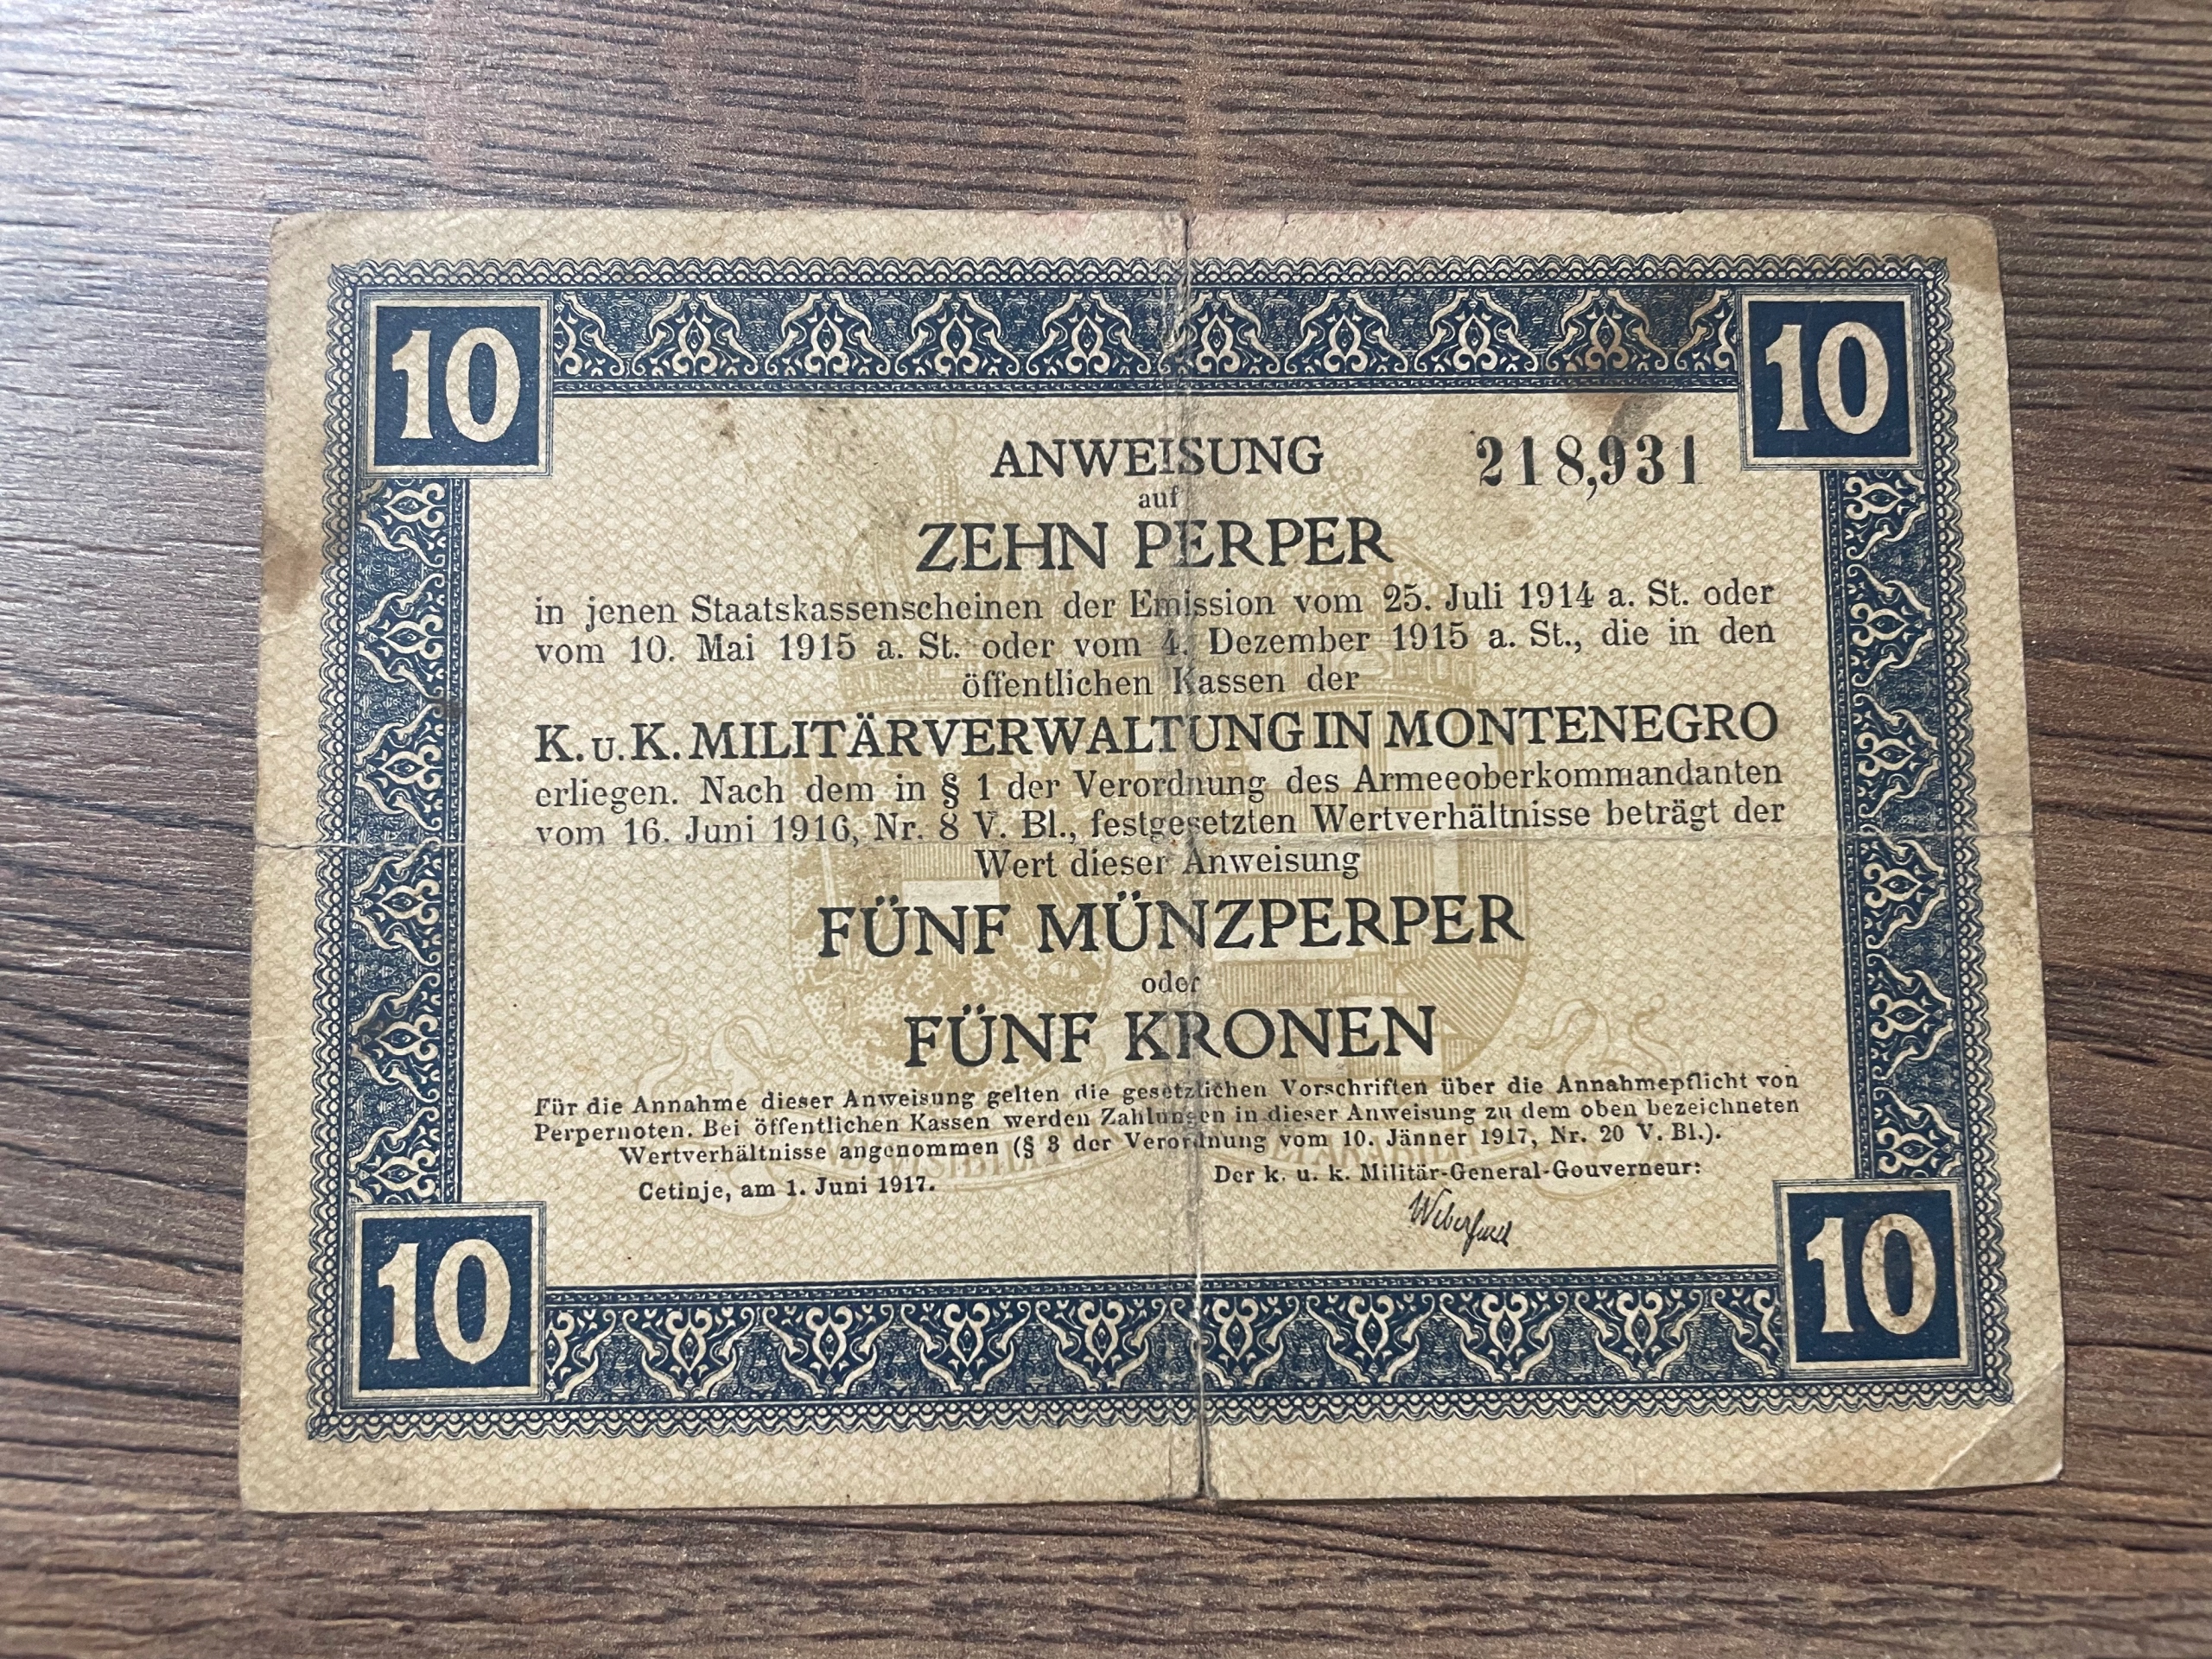 10
10
ANWEISUNG
218,931
auf
ZEHN PERPER
in jenen Staatskassenscheinen der Emission vom 25. Juli 1914 a. St. oder
vom 10. Mai 1915 a. St. oder vom 4. Dezember 1915 a. St., die in den
öffentlichen Kassen der
K. u. K. MILITÄRVERWALTUNG IN MONTENEGRO
erliegen. Nach dem in § 1 der Verordnung des Armeeoberkommandanten
vom 16. Juni 1916, Nr. 8 V. Bl., festgesetzten Wertverhältnisse beträgt der
Wert dieser Anweisung
FÜNF MÜNZPERPER
oder
FÜNF KRONEN
Für die Annahme dieser Anweisung gelten die gesetzlichen Vorschriften über die Annahmepflicht von
Perpernoten. Bei öffentlichen Kassen werden Zahlungen in dieser Anweisung zu dem oben bezeichneten
Wertverhältnisse angenommen (§ 3 der Verordnung vom 10. Jänner 1917, Nr. 20 V. Bl.).
Cetinje, am 1. Juni 1917.
Der k. u. k. Militär-General-Gouverneur:
10
10